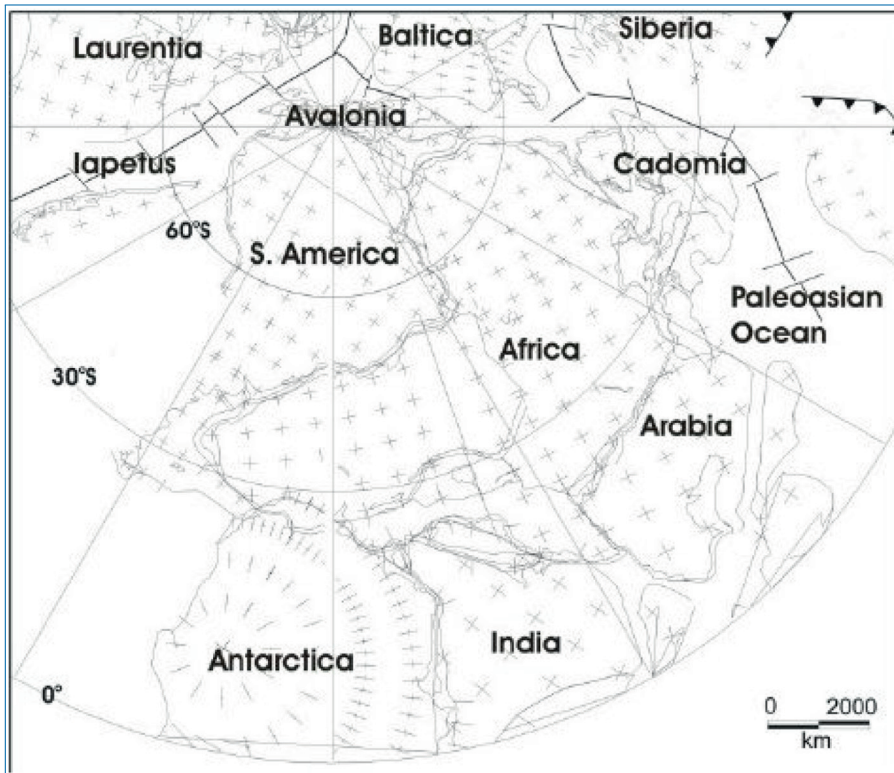 Laurentia
Baltica
Siberia
Avalonia
Iapetus
Cadomia
60°S
S. America
Paleoasian
Ocean
Africa
30°S
Arabia
India
Antarctica
0°
0 2000
km